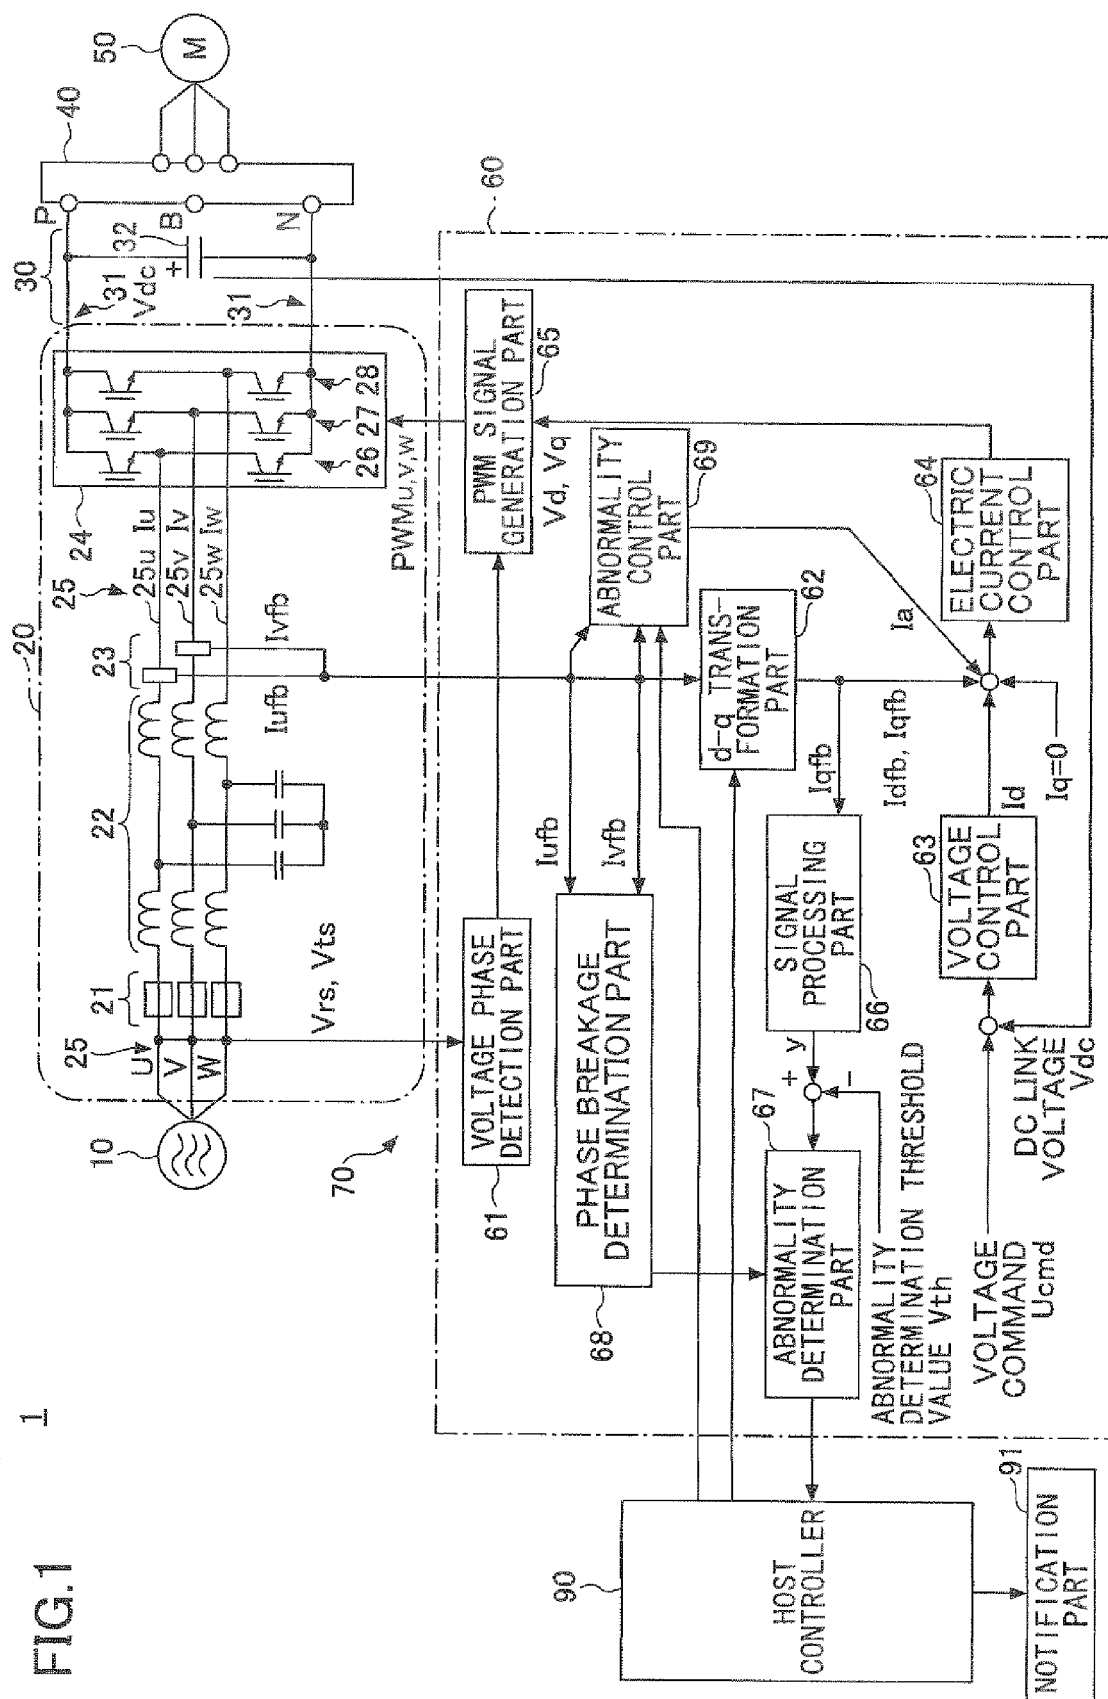 FIG.1
1
10
20
25
U
V
W
21
22
23
25
25u Iu
25v Iv
25w Iw
24
26
27
28
30
31
Vdc
31
P
B
N
32
+
40
50
M
Vrs, Vts
Iufb
Ivfb
PWMu,v,w
70
60
VOLTAGE PHASE
DETECTION PART
61
PWM SIGNAL
GENERATION PART
65
Vd, Vq
PHASE BREAKAGE
DETERMINATION PART
68
Iufb
Ivfb
ABNORMALITY
CONTROL
PART
69
d-q TRANS-
FORMATION
PART
62
Ia
Iqfb
Idfb, Iqfb
SIGNAL
PROCESSING
PART
66
y
+
−
67
ABNORMALITY
DETERMINATION
PART
ABNORMALITY
DETERMINATION THRESHOLD
VALUE Vth
64
ELECTRIC
CURRENT
CONTROL
PART
63
VOLTAGE
CONTROL
PART
Id
Iq=0
DC LINK
VOLTAGE
Vdc
VOLTAGE
COMMAND
Ucmd
90
HOST
CONTROLLER
91
NOTIFICATION
PART